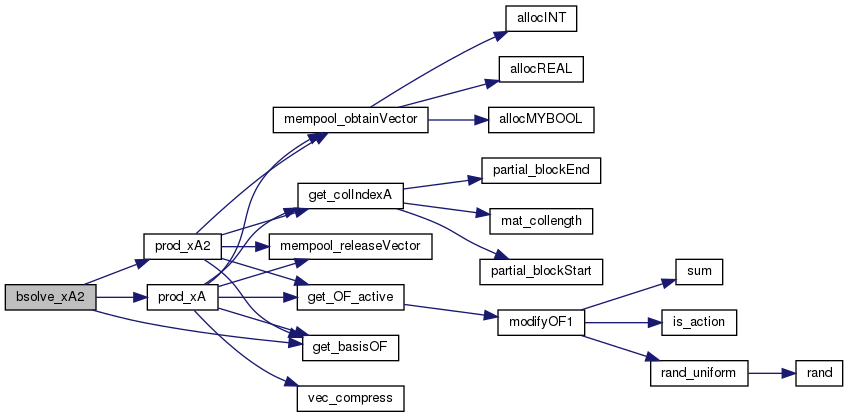 allocINT
allocREAL
mempool_obtainVector
allocMYBOOL
partial_blockEnd
get_colIndexA
mat_collength
prod_xA2
mempool_releaseVector
partial_blockStart
sum
bsolve_xA2
prod_xA
get_OF_active
modifyOF1
is_action
get_basisOF
rand_uniform
rand
vec_compress